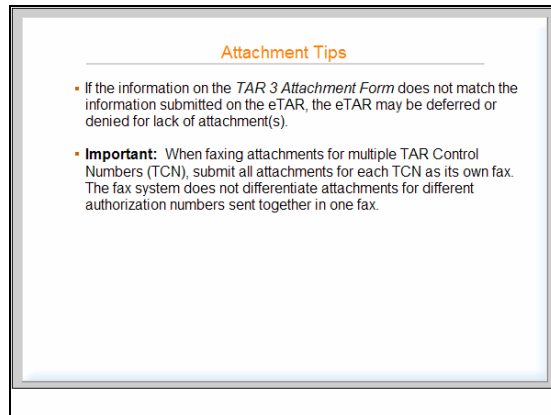 Attachment Tips
▪ If the information on the TAR 3 Attachment Form does not match the
information submitted on the eTAR, the eTAR may be deferred or
denied for lack of attachment(s).
▪ Important: When faxing attachments for multiple TAR Control
Numbers (TCN), submit all attachments for each TCN as its own fax.
The fax system does not differentiate attachments for different
authorization numbers sent together in one fax.